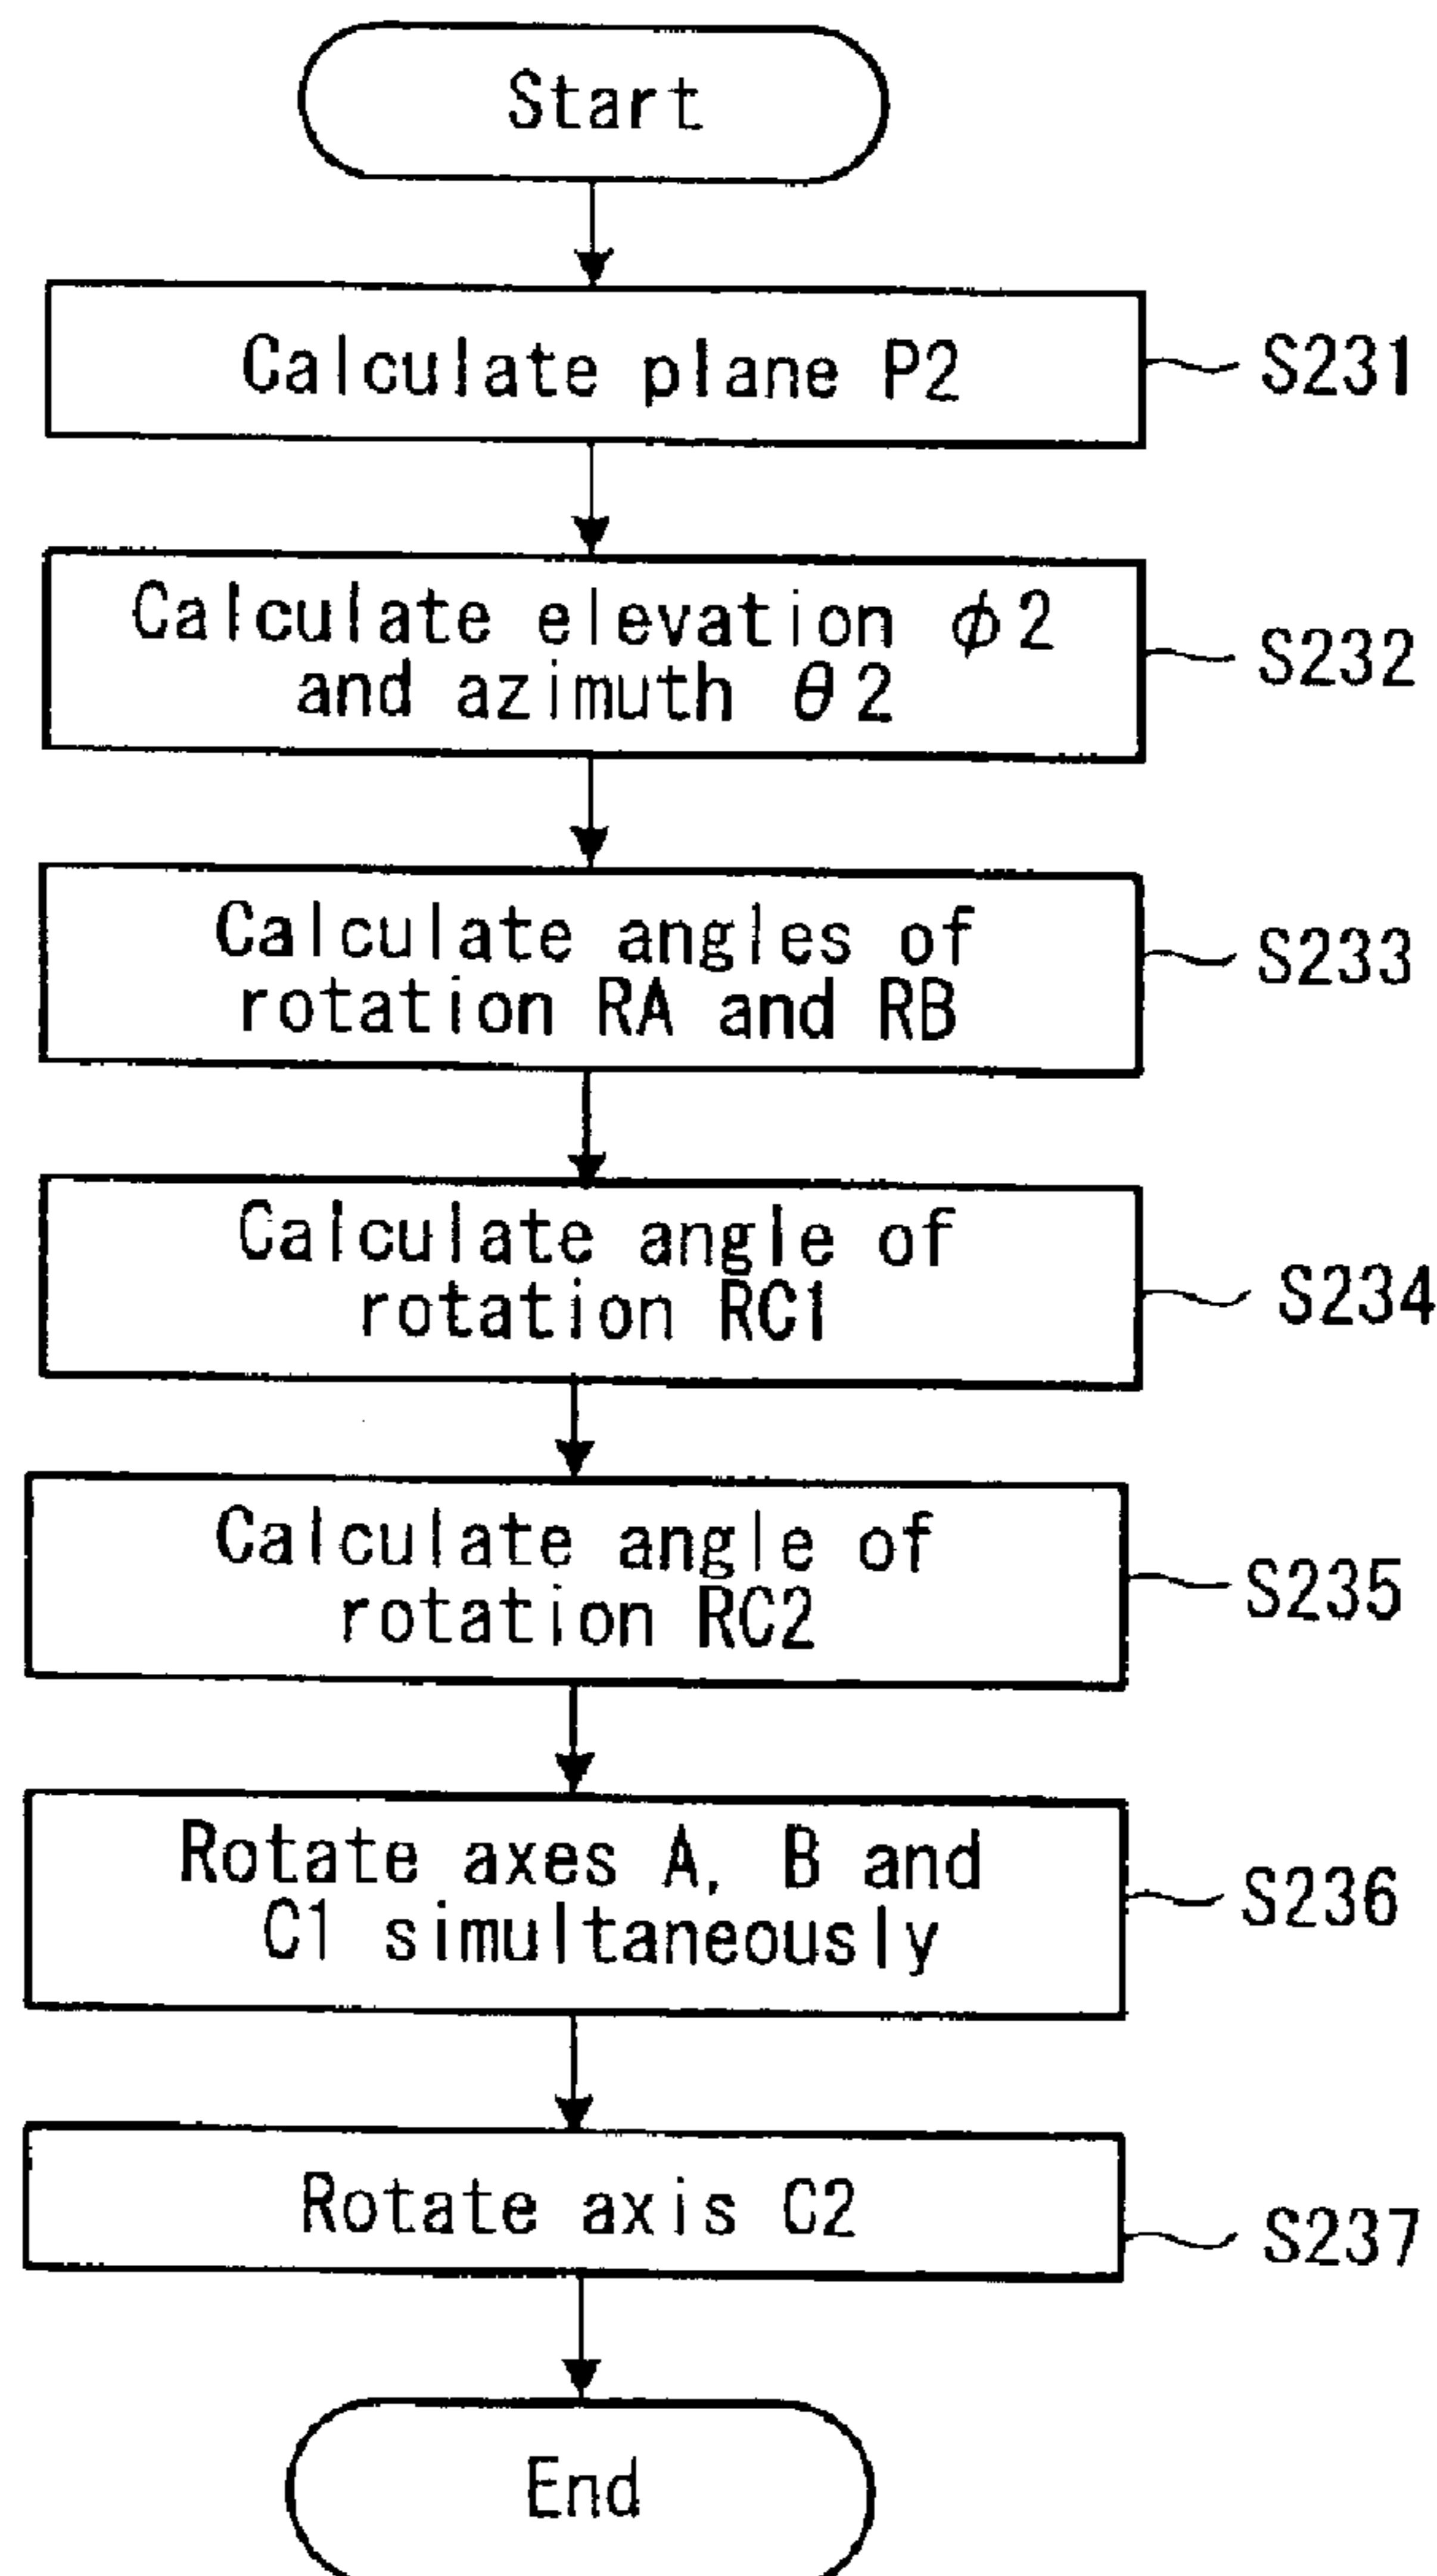 Start
Calculate plane P2
S231
Calculate elevation φ2
and azimuth θ2
S232
Calculate angles of
rotation RA and RB
S233
Calculate angle of
rotation RC1
S234
Calculate angle of
rotation RC2
S235
Rotate axes A, B and
C1 simultaneously
S236
Rotate axis C2
S237
End